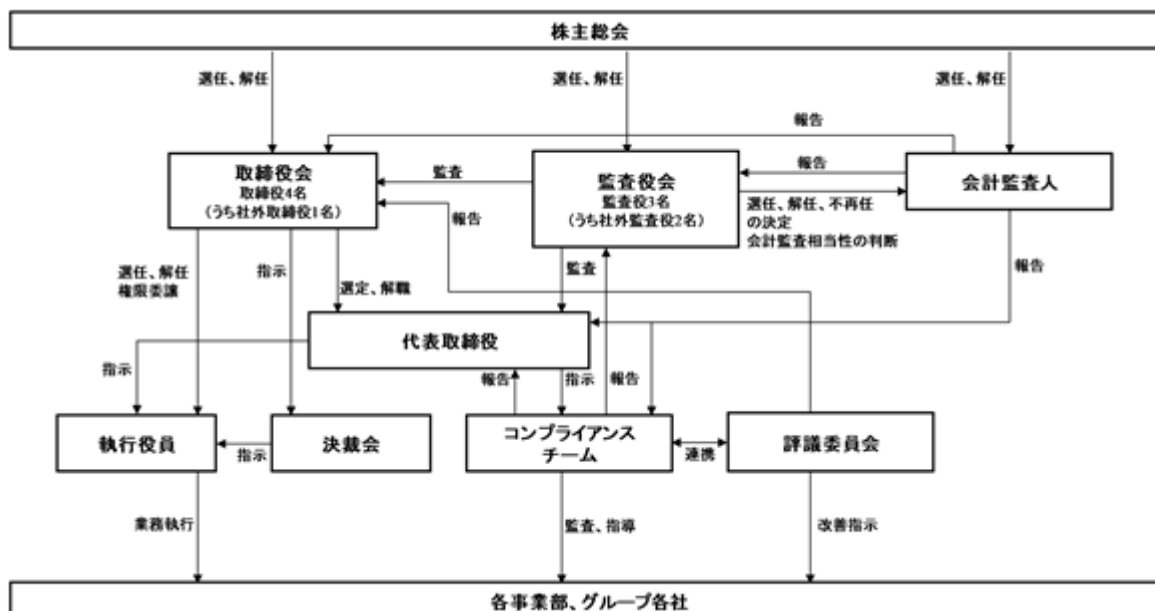 株主総会
選任、解任
選任、解任
選任、解任
報告
取締役会
取締役4名
(うち社外取締役1名)
監査
監査役会
監査役3名
(うち社外監査役2名)
報告
会計監査人
選任、解任、不再任
の決定
会計監査相当性の判断
報告
選任、解任
権限委譲
指示
選定、解職
監査
報告
代表取締役
指示
報告
指示
報告
執行役員
指示
決裁会
コンプライアンス
チーム
連携
評議委員会
業務執行
監査、指導
改善指示
各事業部、グループ各社